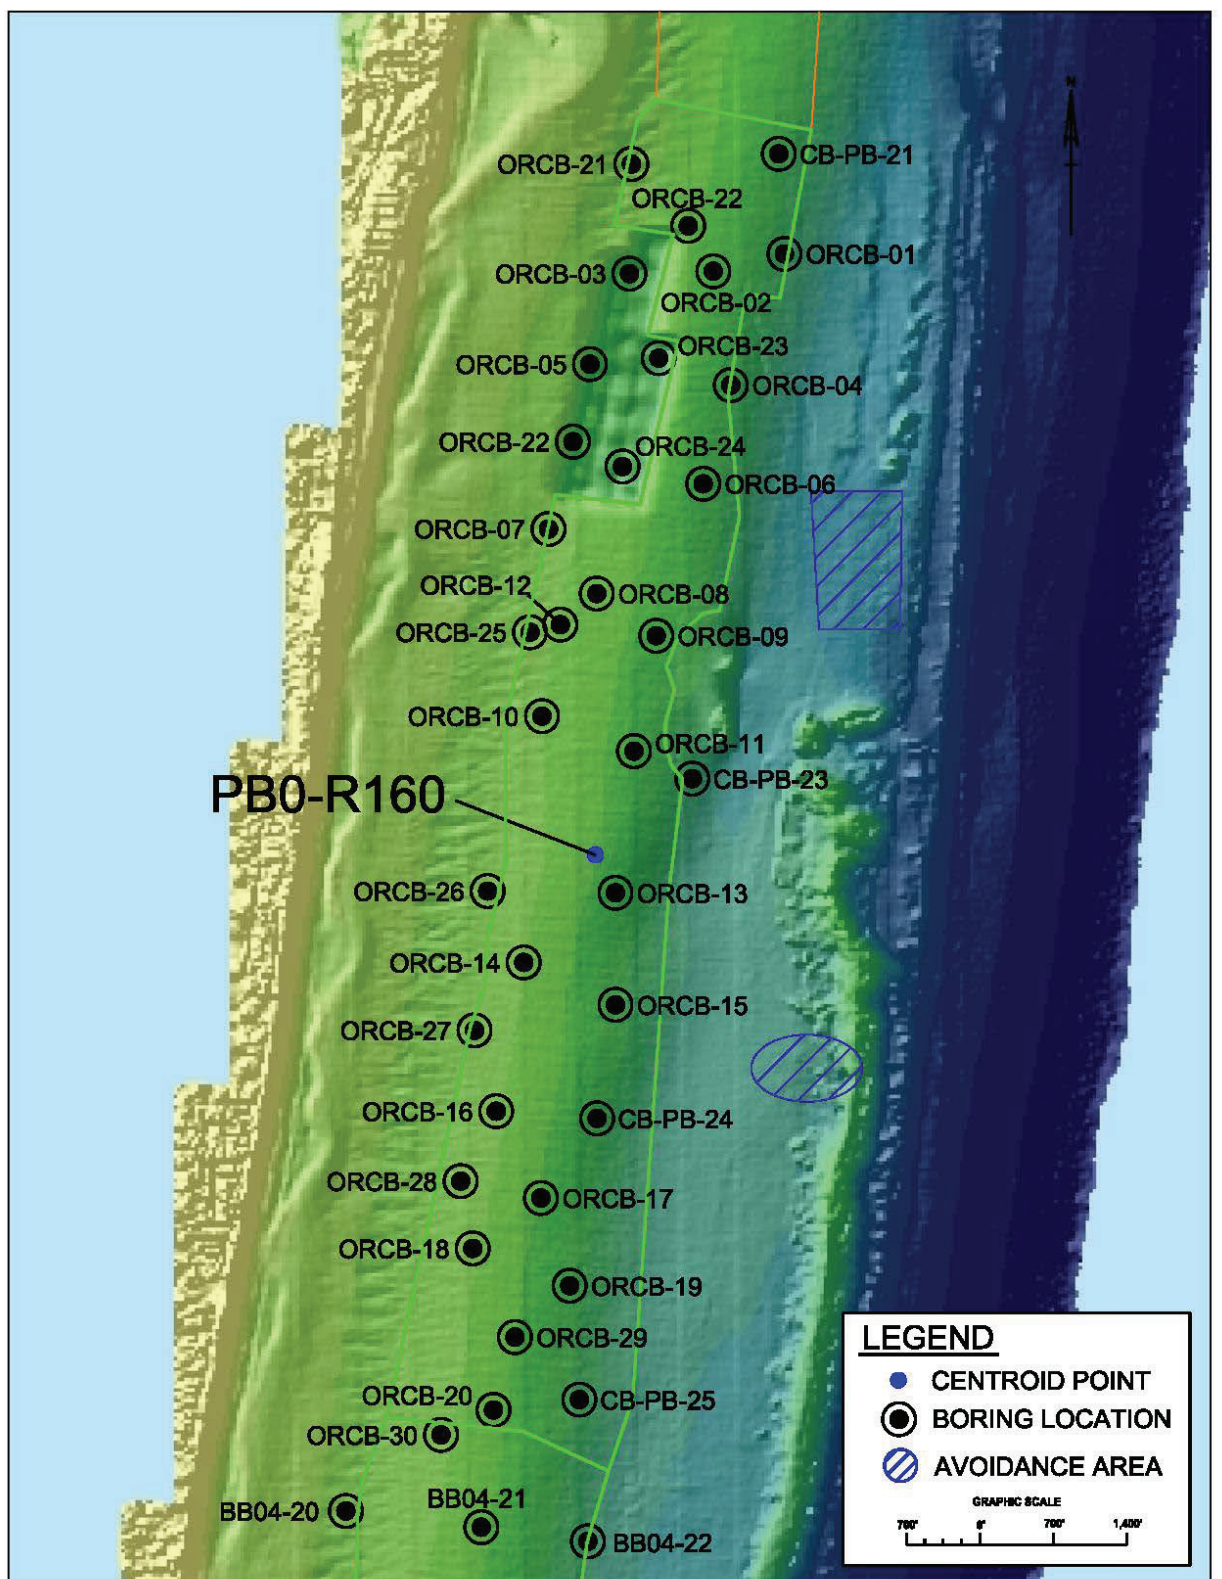 N
CB-PB-21
ORCB-21
ORCB-22
ORCB-01
ORCB-03
ORCB-02
ORCB-23
ORCB-05
ORCB-04
ORCB-22
ORCB-24
ORCB-06
ORCB-07
ORCB-12
ORCB-08
ORCB-25
ORCB-09
ORCB-10
ORCB-11
CB-PB-23
PB0-R160
ORCB-26
ORCB-13
ORCB-14
ORCB-15
ORCB-27
ORCB-16
CB-PB-24
ORCB-28
ORCB-17
ORCB-18
ORCB-19
ORCB-29
ORCB-20
CB-PB-25
ORCB-30
BB04-20
BB04-21
BB04-22
LEGEND
CENTROID POINT
BORING LOCATION
AVOIDANCE AREA
GRAPHIC SCALE
700' 0' 700' 1,400'